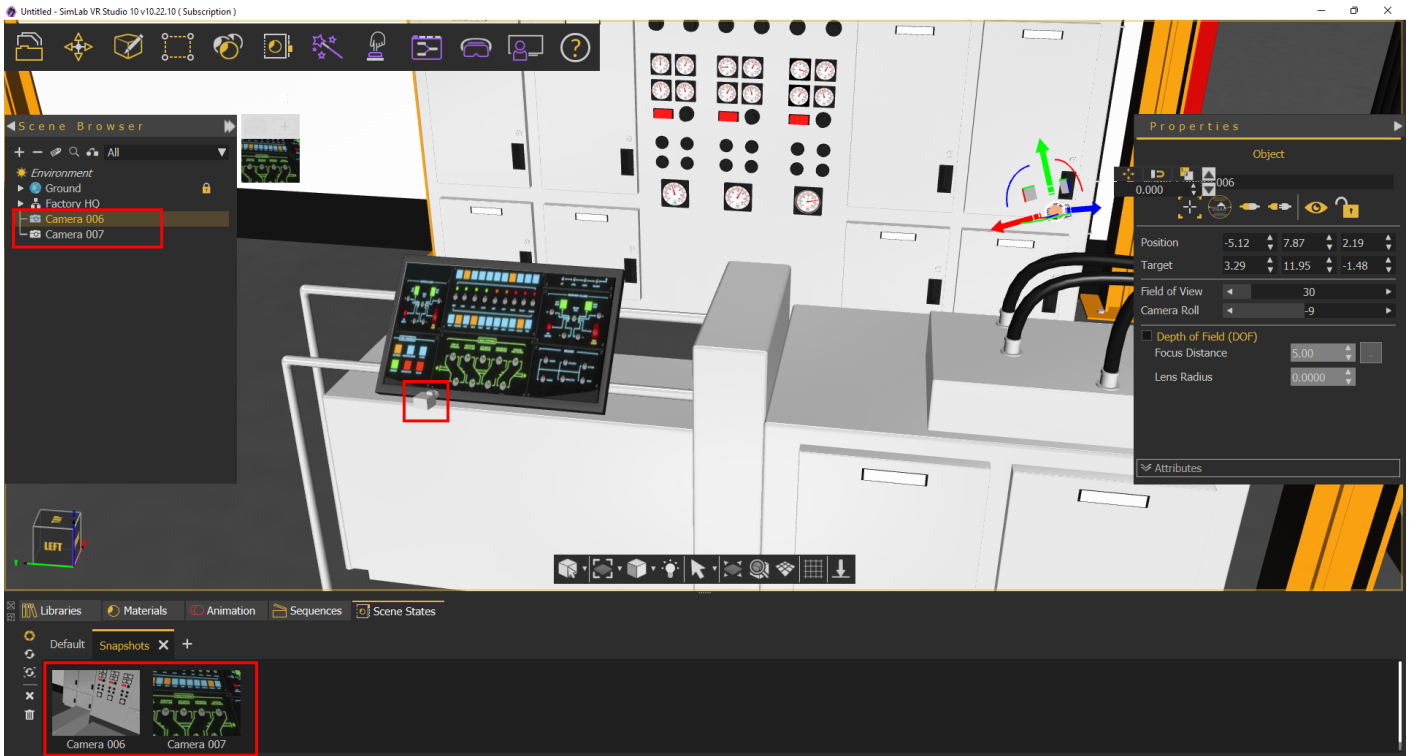 Untitled - SimLab VR Studio 10 v10.22.10 ( Subscription )
Scene Browser
All
Environment
Ground
Factory HQ
Camera 006
Camera 007
Properties
Object
0.000
006
Position -5.12 7.87 2.19
Target 3.29 11.95 -1.48
Field of View 30
Camera Roll -9
Depth of Field (DOF)
Focus Distance 5.00
Lens Radius 0.0000
Attributes
LEFT
Libraries Materials Animation Sequences Scene States
Default Snapshots +
Camera 006 Camera 007